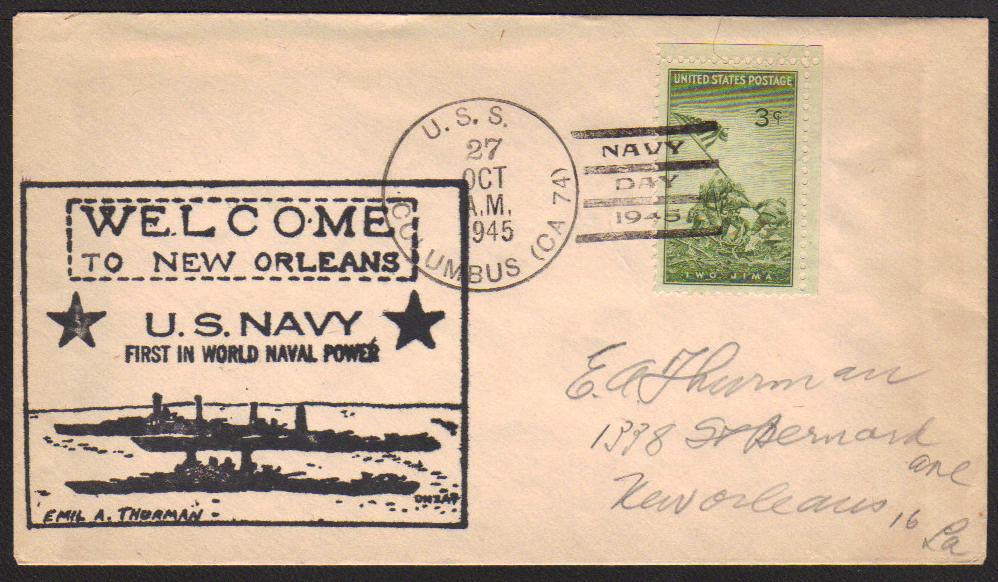 WELCOME
TO NEW ORLEANS
U.S. NAVY
FIRST IN WORLD NAVAL POWER
EMIL A. THURMAN
U.S.S.
27
OCT
A.M.
1945
COLUMBUS (CA 74)
NAVY
DAY
1945
UNITED STATES POSTAGE
3¢
IWO JIMA
E. A Thurman
1338 St Bernard
ave
New orleans 16
La